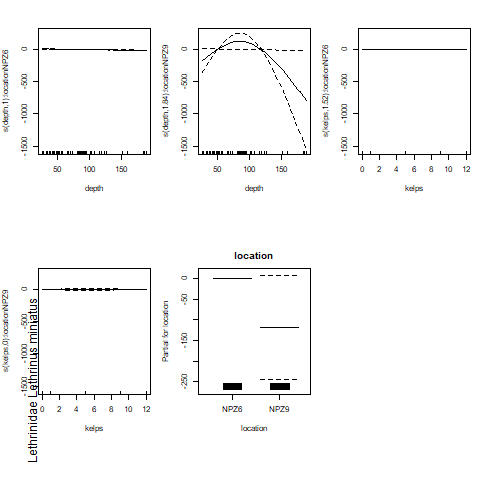 s(depth,1):locationNPZ6
0
-500
-1000
-1500
50 100 150
depth
s(depth,1.84):locationNPZ9
0
-500
-1000
-1500
50 100 150
depth
s(kelps,1.52):locationNPZ6
0
-500
-1000
-1500
0 2 4 6 8 10 12
kelps
s(kelps,0):locationNPZ9
0
-500
-1000
-1500
0 2 4 6 8 10 12
kelps
Lethrinidae Lethrinus miniatus
location
Partial for location
0
-50
-150
-250
NPZ6 NPZ9
location